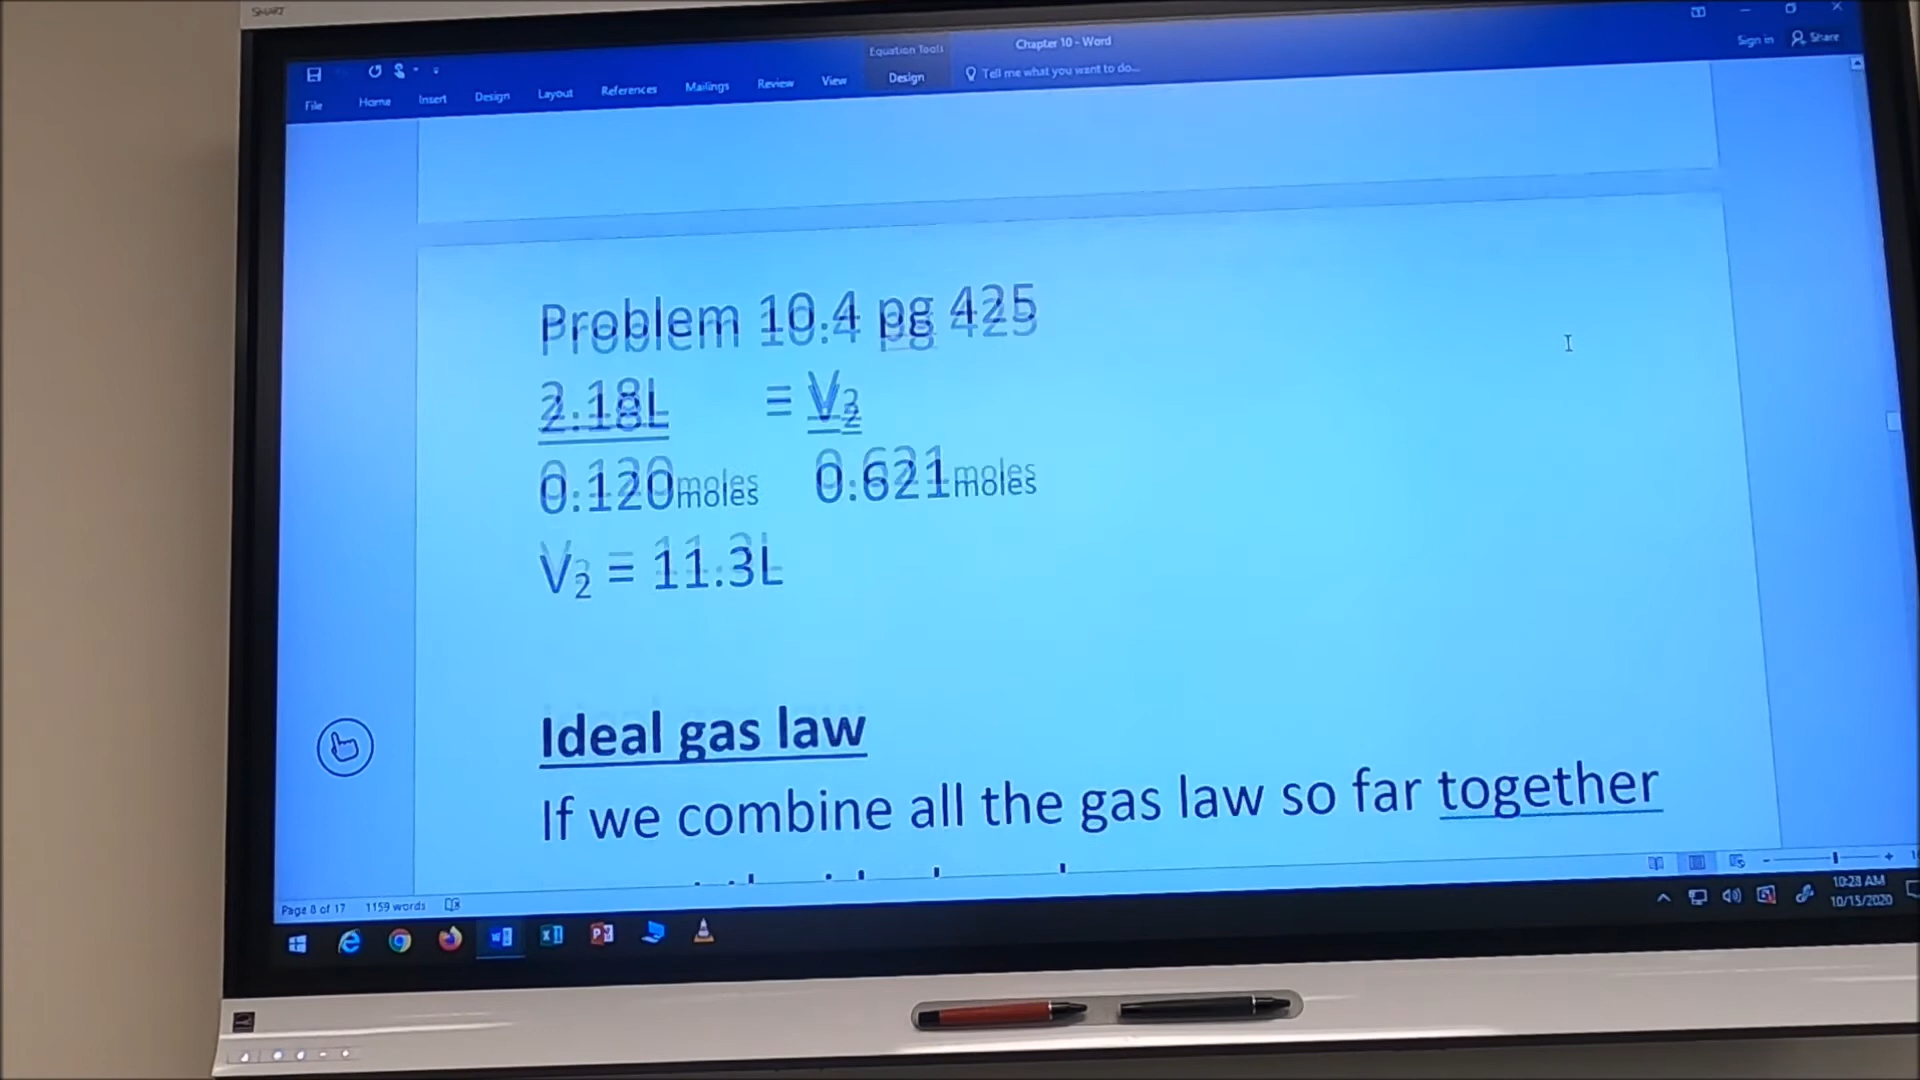 SMART
Equation Tools
Chapter 10 - Word
Sign in
Share
File
Home
Insert
Design
Layout
References
Mailings
Review
View
Design
Tell me what you want to do...
Problem 10.4 pg 425
2.18L = V2
0.120moles 0.621moles
V2 = 11.3L
Ideal gas law
If we combine all the gas law so far together
Page 8 of 17 1159 words
10:23 AM
10/15/2020